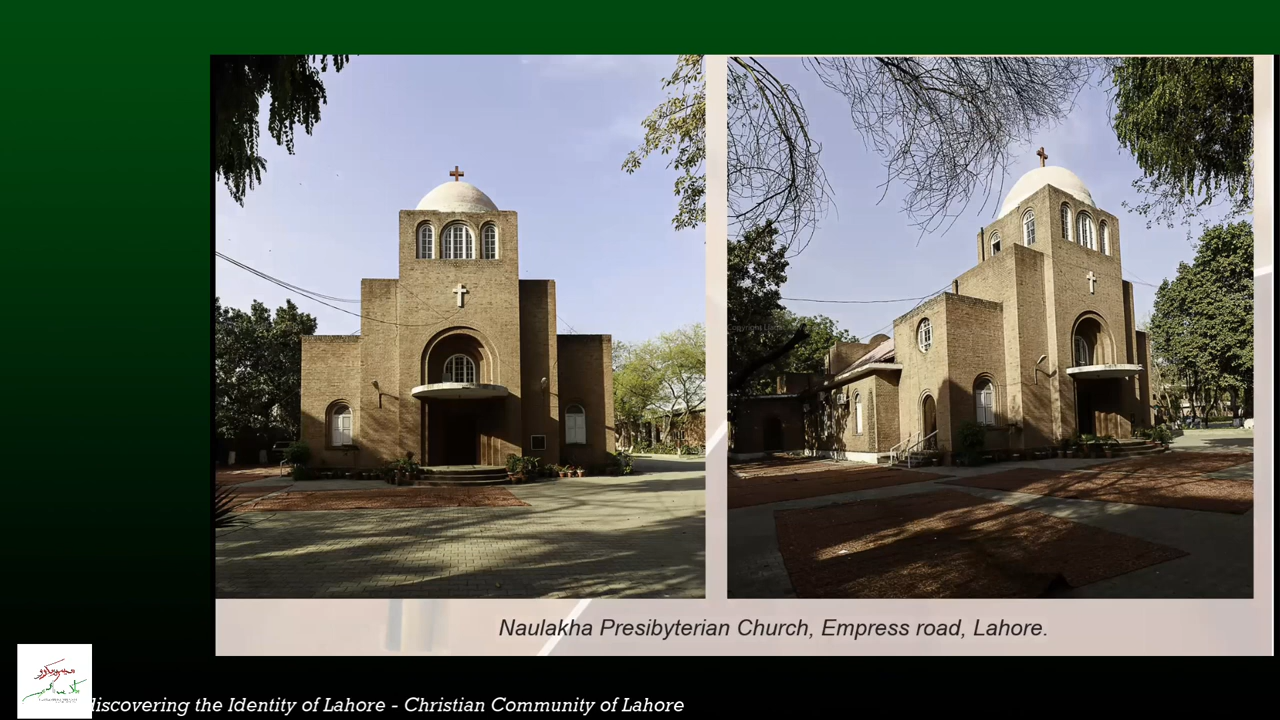 Naulakha Presibyterian Church, Empress road, Lahore.
discovering the Identity of Lahore - Christian Community of Lahore